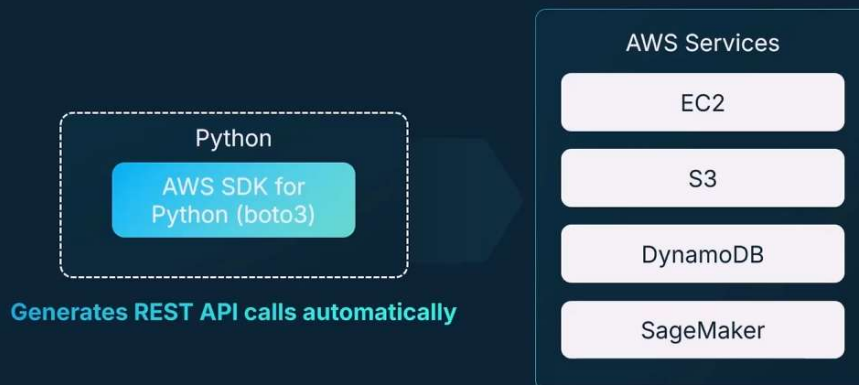 Python
AWS SDK for
Python (boto3)
Generates REST API calls automatically
AWS Services
EC2
S3
DynamoDB
SageMaker